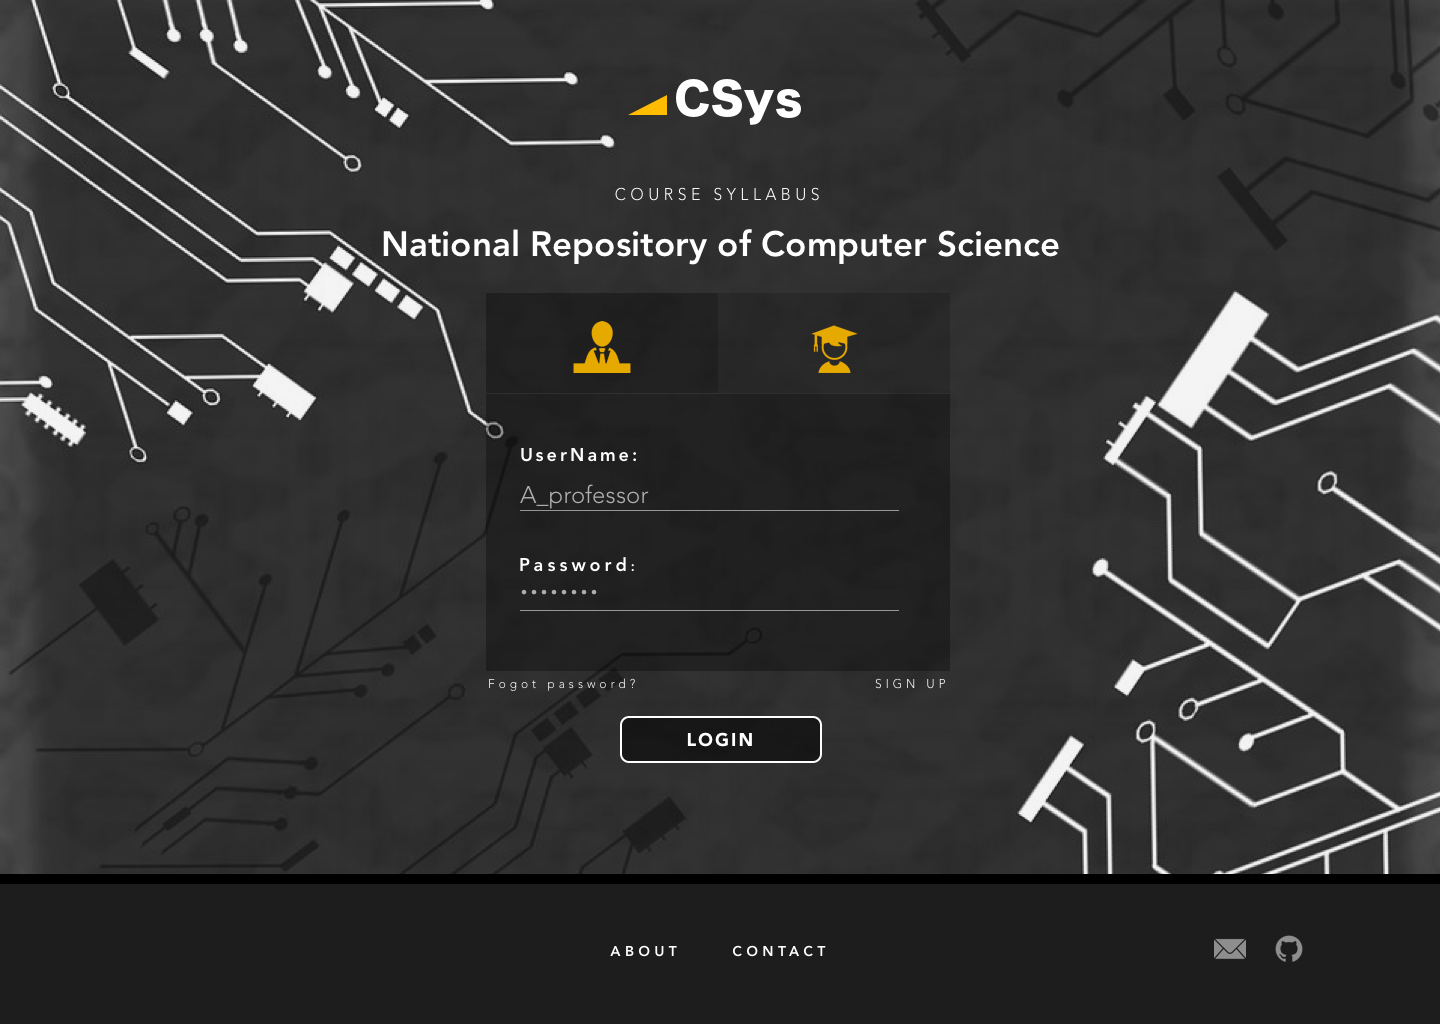 CSys
COURSE SYLLABUS
National Repository of Computer Science
UserName:
A_professor
Password:
••••••••
Fogot password?
SIGN UP
LOGIN
ABOUT
CONTACT